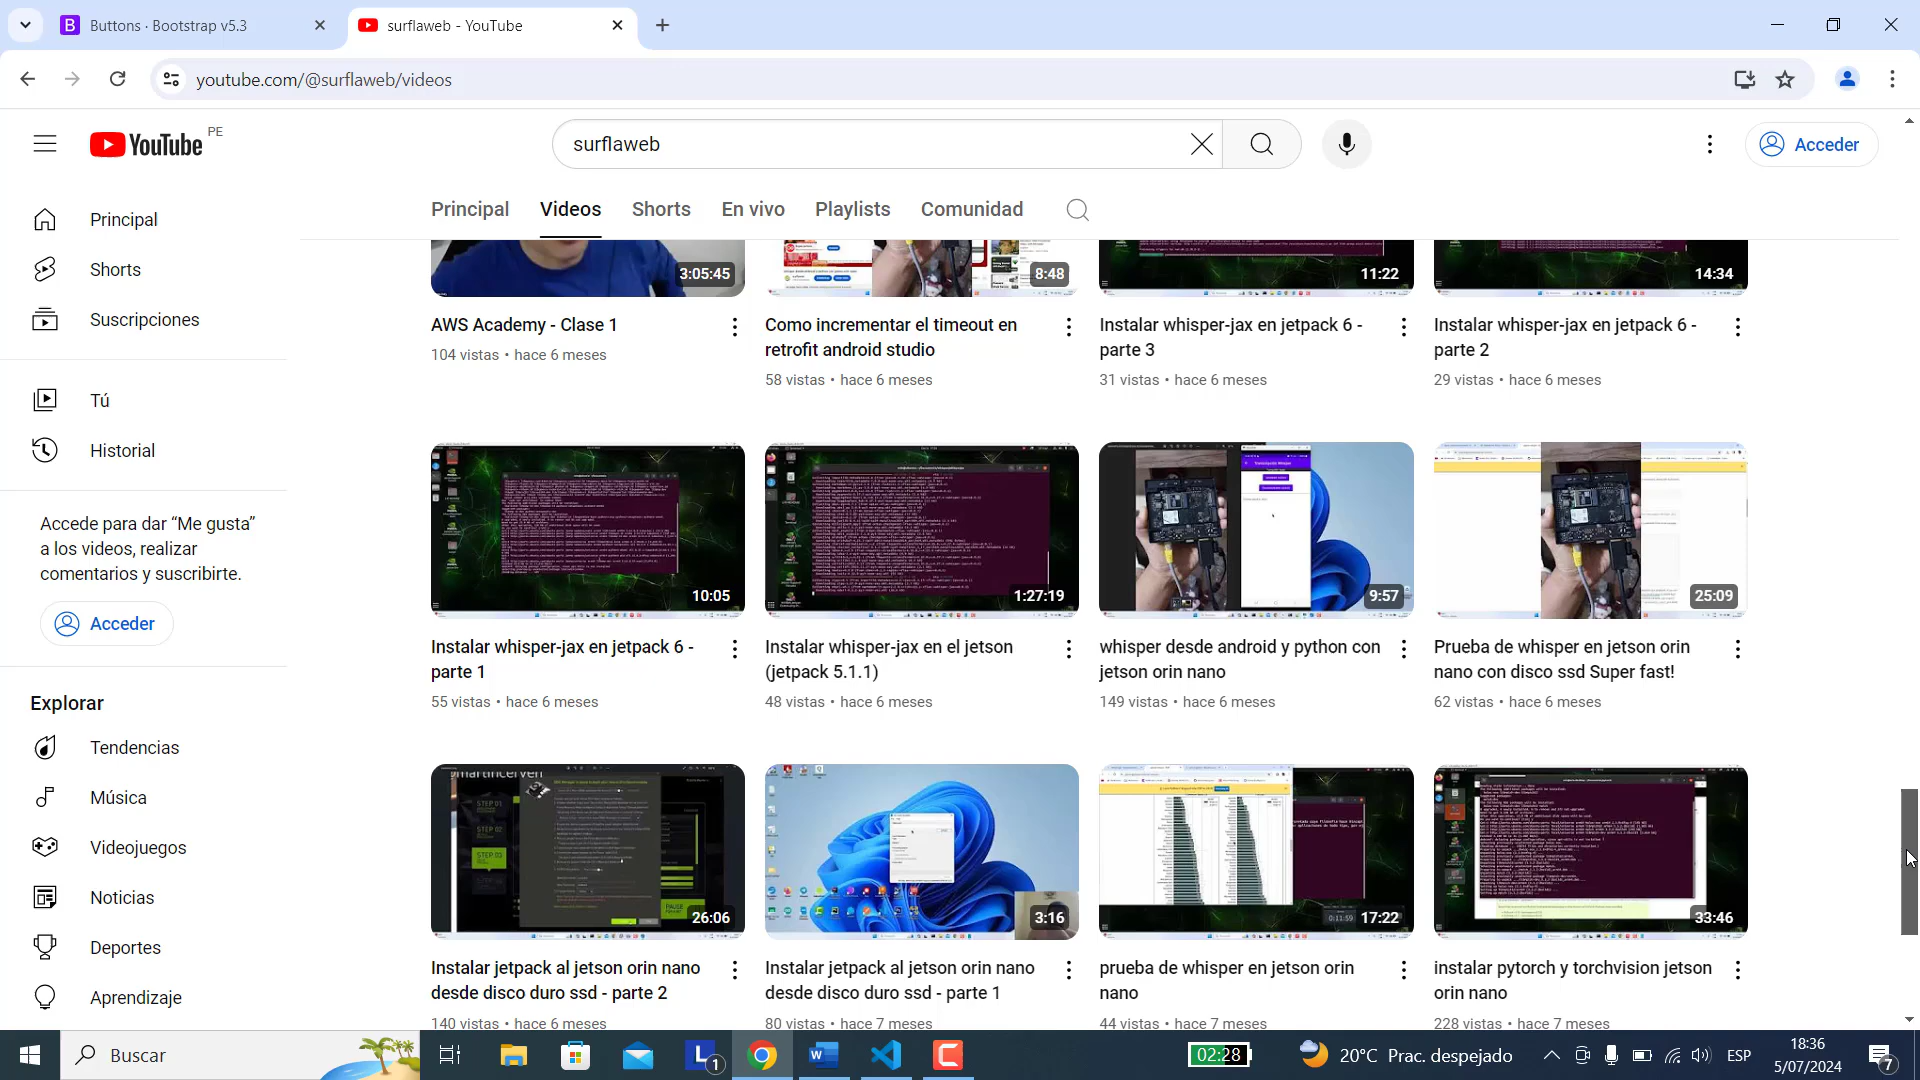 Buttons · Bootstrap v5.3
surflaweb - YouTube
youtube.com/@surflaweb/videos
YouTube PE
surflaweb
Acceder
Principal
Videos
Shorts
En vivo
Playlists
Comunidad
Principal
Shorts
Suscripciones
Tú
Historial
Accede para dar “Me gusta”
a los videos, realizar
comentarios y suscribirte.
Acceder
Explorar
Tendencias
Música
Videojuegos
Noticias
Deportes
Aprendizaje
3:05:45
8:48
11:22
14:34
AWS Academy - Clase 1
104 vistas • hace 6 meses
Como incrementar el timeout en
retrofit android studio
58 vistas • hace 6 meses
Instalar whisper-jax en jetpack 6 -
parte 3
31 vistas • hace 6 meses
Instalar whisper-jax en jetpack 6 -
parte 2
29 vistas • hace 6 meses
10:05
1:27:19
9:57
25:09
Instalar whisper-jax en jetpack 6 -
parte 1
55 vistas • hace 6 meses
Instalar whisper-jax en el jetson
(jetpack 5.1.1)
48 vistas • hace 6 meses
whisper desde android y python con
jetson orin nano
149 vistas • hace 6 meses
Prueba de whisper en jetson orin
nano con disco ssd Super fast!
62 vistas • hace 6 meses
STEP 01
STEP 02
STEP 03
26:06
3:16
0:11:59
17:22
33:46
Instalar jetpack al jetson orin nano
desde disco duro ssd - parte 2
140 vistas • hace 6 meses
Instalar jetpack al jetson orin nano
desde disco duro ssd - parte 1
80 vistas • hace 7 meses
prueba de whisper en jetson orin
nano
44 vistas • hace 7 meses
instalar pytorch y torchvision jetson
orin nano
228 vistas • hace 7 meses
Buscar
02:28
20°C Prac. despejado
ESP
18:36
5/07/2024
7